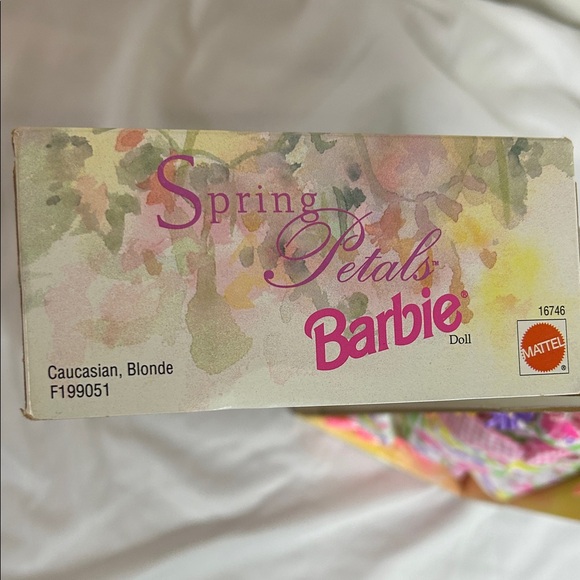 Spring
Petals™
Barbie®
Doll
16746
MATTEL
®
Caucasian, Blonde
F199051